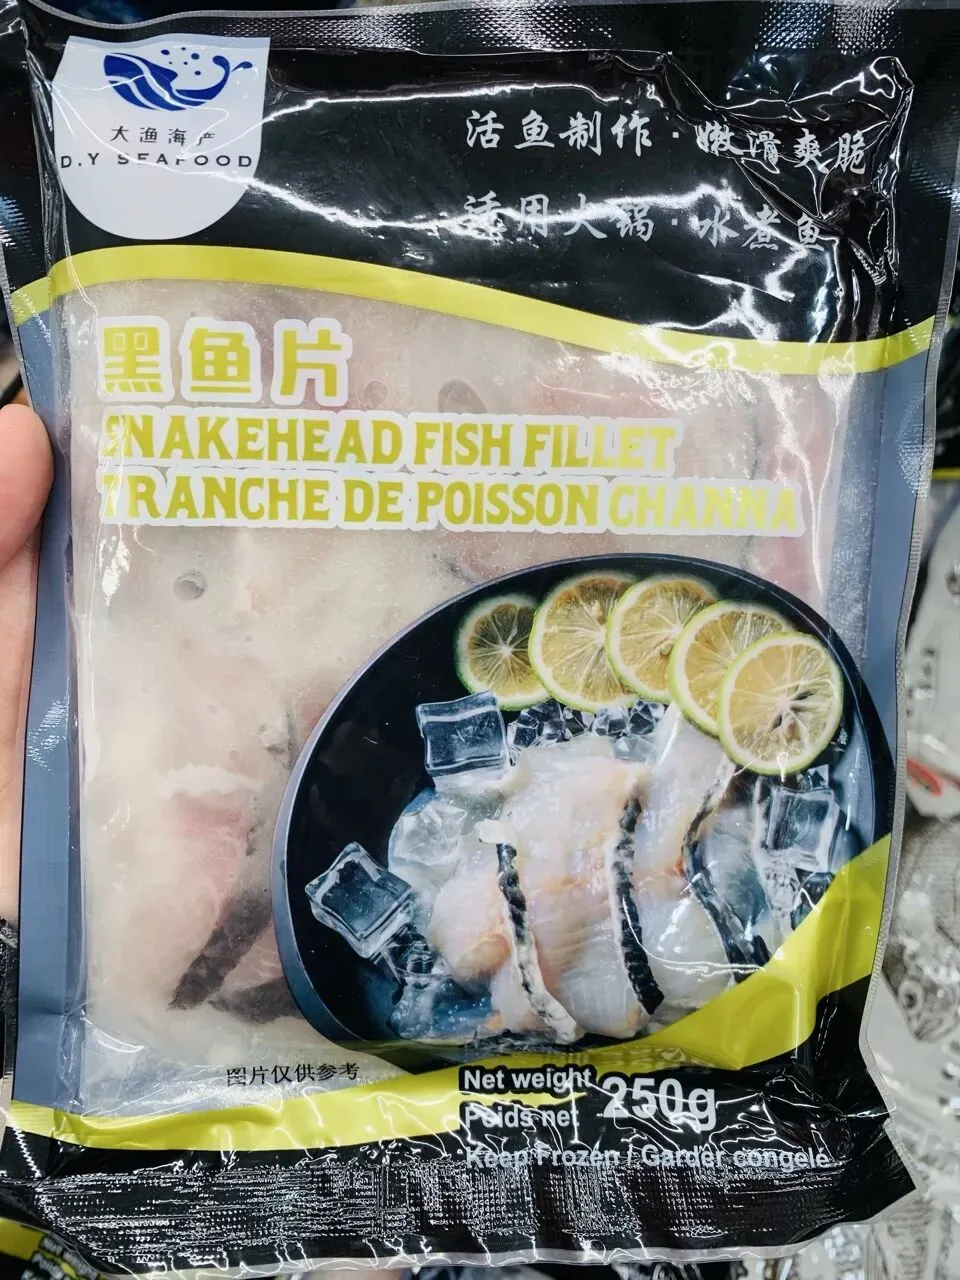 大渔海产
D.Y SEAFOOD
活鱼制作·嫩滑爽脆
适用火锅·水煮鱼
黑鱼片
SNAKEHEAD FISH FILLET
TRANCHE DE POISSON CHANNA
图片仅供参考
Net weight
Poids net
250g
Keep Frozen / Garder congelé